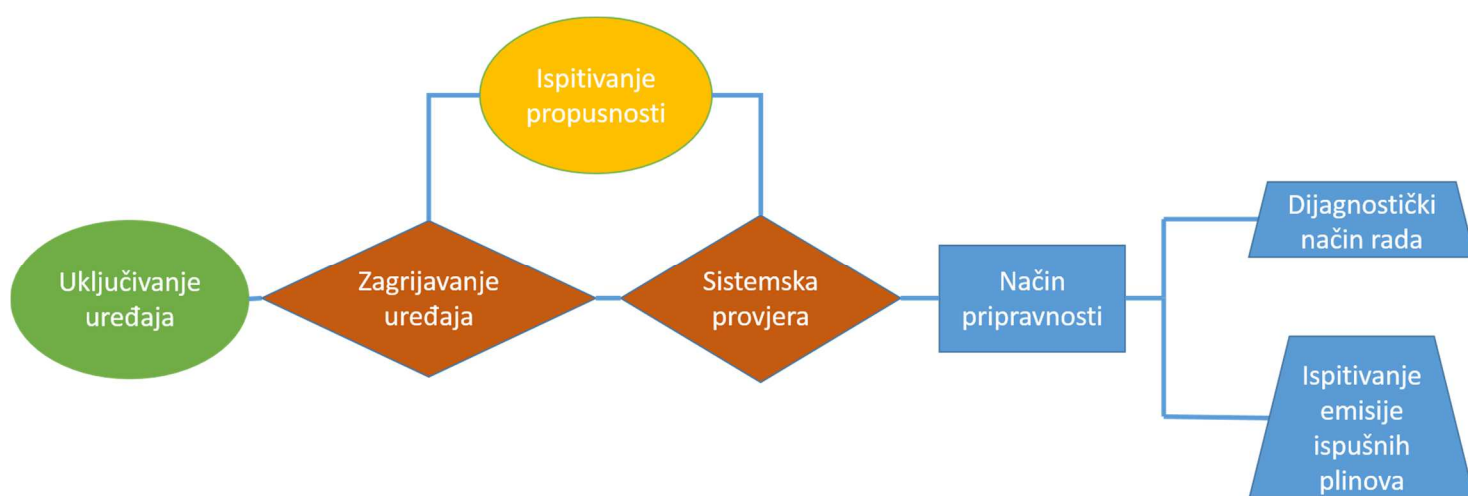 Ispitivanje
propusnosti
Uključivanje
uređaja
Zagrijavanje
uređaja
Sistemska
provjera
Način
pripravnosti
Dijagnostički
način rada
Ispitivanje
emisije
ispušnih
plinova